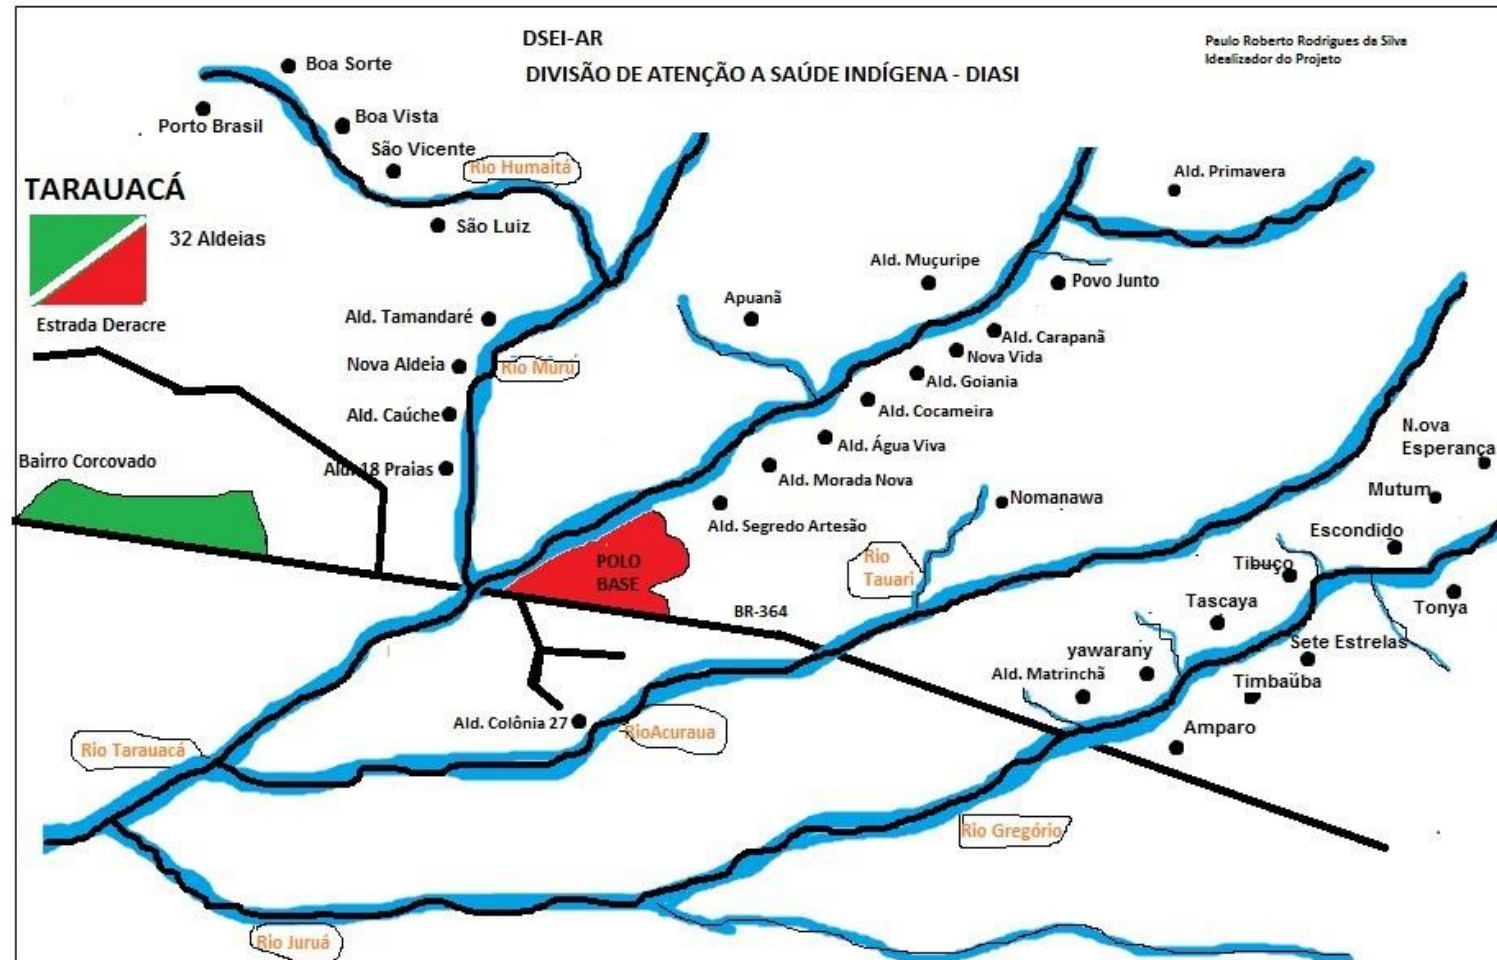 DSEI-AR
DIVISÃO DE ATENÇÃO A SAÚDE INDÍGENA - DIASI
Paulo Roberto Rodrigues da Silva
Idealizador do Projeto
Boa Sorte
Porto Brasil
Boa Vista
São Vicente
Rio Humaitá
TARAUACÁ
32 Aldeias
São Luiz
Ald. Primavera
Ald. Muçuripe
Povo Junto
Apuanã
Estrada Deracre
Ald. Tamandaré
Ald. Carapanã
Nova Vida
Nova Aldeia
Rio Murú
Ald. Goiania
Ald. Caúche
Ald. Cocameira
Ald. Água Viva
N.ova
Esperança
Bairro Corcovado
Ald. 18 Praias
Ald. Morada Nova
Nomanawa
Mutum
Ald. Segredo Artesão
Escondido
POLO
BASE
Rio
Tauari
Tibuço
BR-364
Tascaya
Tonya
Sete Estrelas
yawarany
Ald. Matrinchã
Timbaüba
Ald. Colônia 27
RioAcuraua
Amparo
Rio Tarauacá
Rio Gregório
Rio Juruá